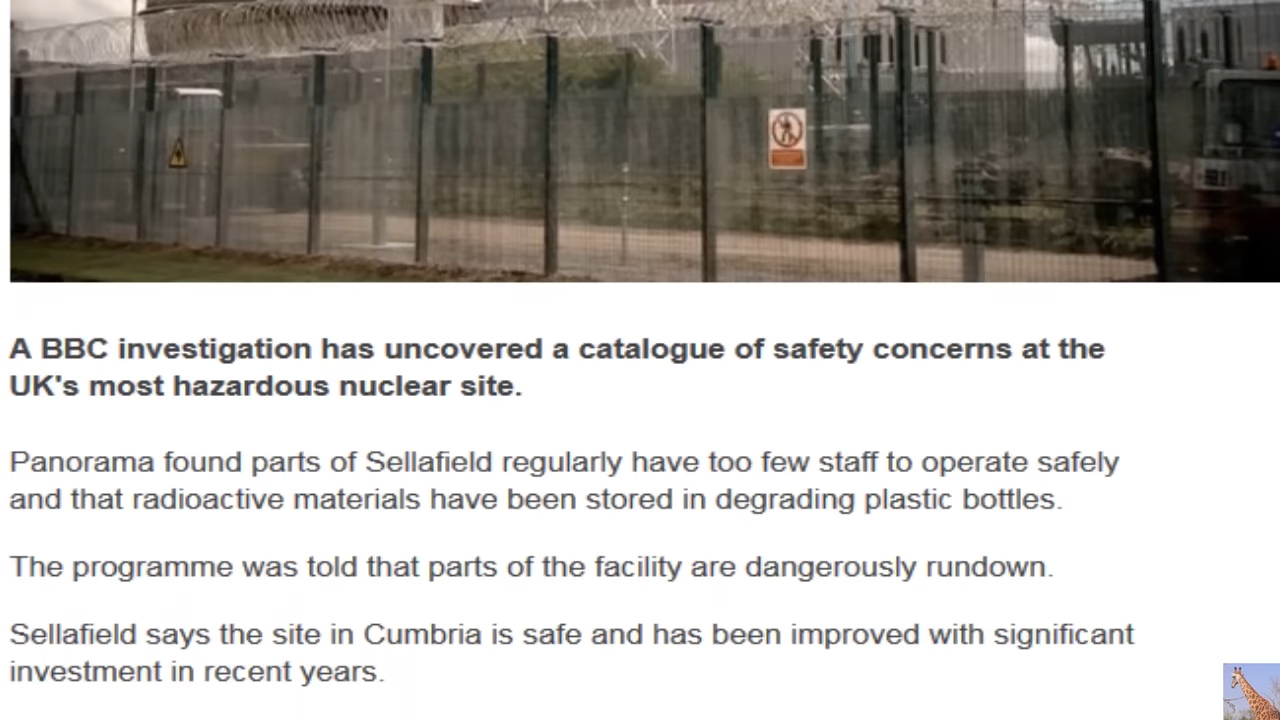 A BBC investigation has uncovered a catalogue of safety concerns at the
UK's most hazardous nuclear site.
Panorama found parts of Sellafield regularly have too few staff to operate safely
and that radioactive materials have been stored in degrading plastic bottles.
The programme was told that parts of the facility are dangerously rundown.
Sellafield says the site in Cumbria is safe and has been improved with significant
investment in recent years.